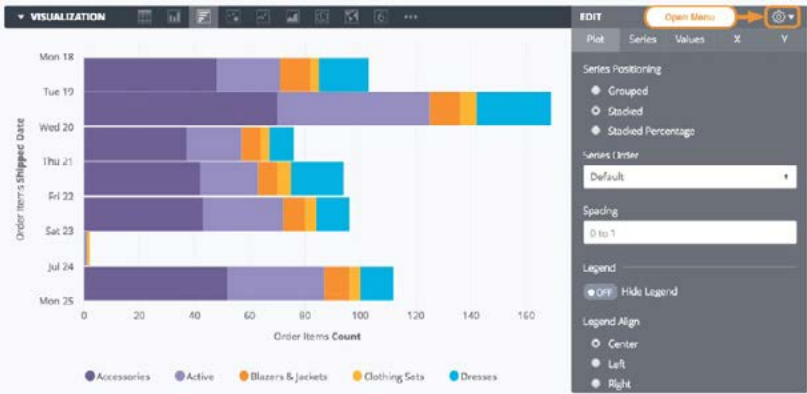 VISUALIZATION
EDIT
Open Menu
Plot Series Values X Y
Mon 18
Tue 19
Wed 20
Thu 21
Fri 22
Sat 23
Jul 24
Mon 25
Order Items Shipped Date
0 20 40 60 80 100 120 140 160
Order Items Count
Accessories Active Blazers & Jackets Clothing Sets Dresses
Series Positioning
Grouped
Stacked
Stacked Percentage
Series Order
Default
Spacing
0 to 1
Legend
OFF Hide Legend
Legend Align
Center
Left
Right